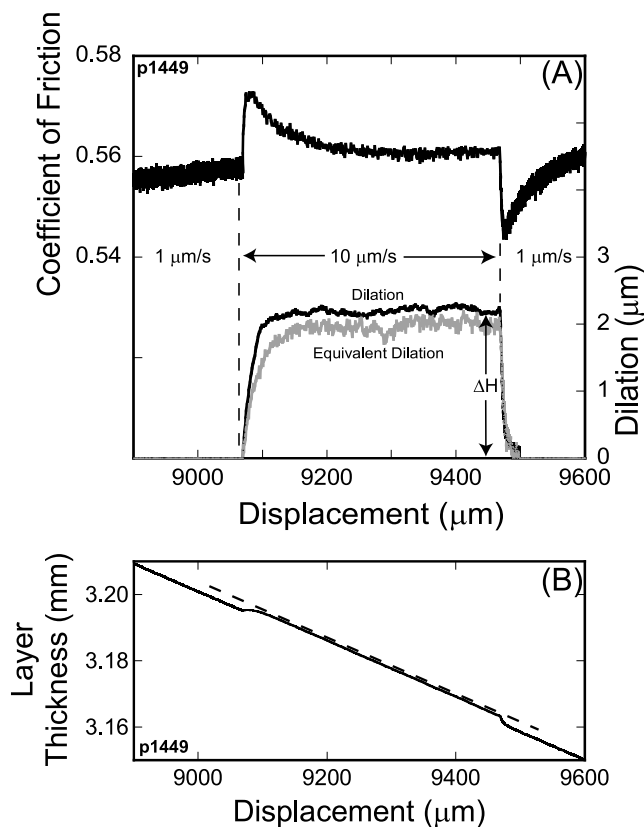 p1449
(A)
Coefficient of Friction
0.58
0.56
0.54
1 μm/s
10 μm/s
1 μm/s
Dilation
Equivalent Dilation
ΔH
3
2
1
0
Dilation (μm)
9000
9200
9400
9600
Displacement (μm)
(B)
Layer
Thickness (mm)
3.20
3.18
3.16
p1449
9000
9200
9400
9600
Displacement (μm)